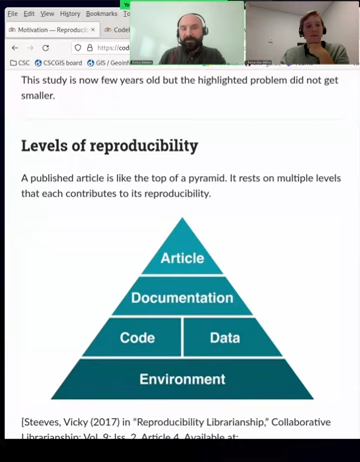 File Edit View History Bookmarks
Motivation — Reproduci
https://cod
CSC
CSCGIS board
This study is now few years old but the highlighted problem did not get
smaller.
Levels of reproducibility
A published article is like the top of a pyramid. It rests on multiple levels
that each contributes to its reproducibility.
Article
Documentation
Code Data
Environment
[Steeves, Vicky (2017) in “Reproducibility Librarianship,” Collaborative
Librarianship: Vol. 9: Iss. 2, Article 4. Available at: